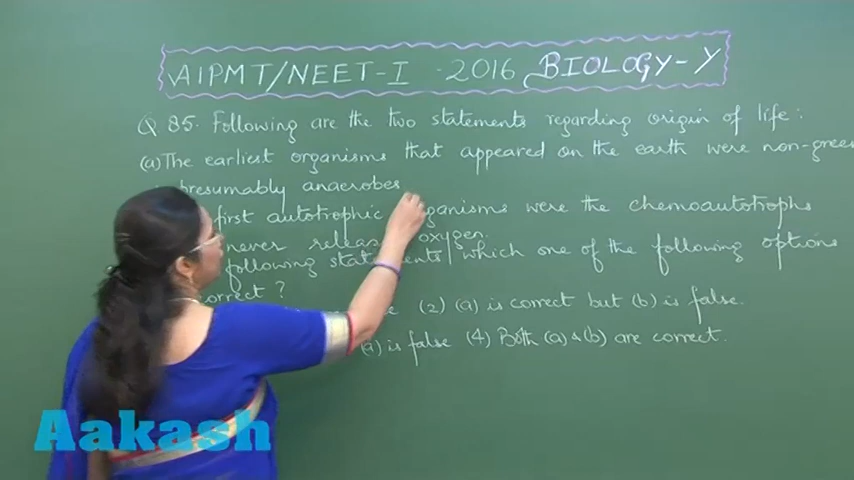 AIPMT/NEET-I - 2016 BIOLOGY-Y
Q 85. Following are the two statements regarding origin of life:
(a) The earliest organisms that appeared on the earth were non-green
presumably anaerobes
first autotrophic organisms were the chemoautotrophs
never release oxygen.
following statements which one of the following options
correct ?
(2) (a) is correct but (b) is false.
(a) is false (4) Both (a) & (b) are correct.
Aakash